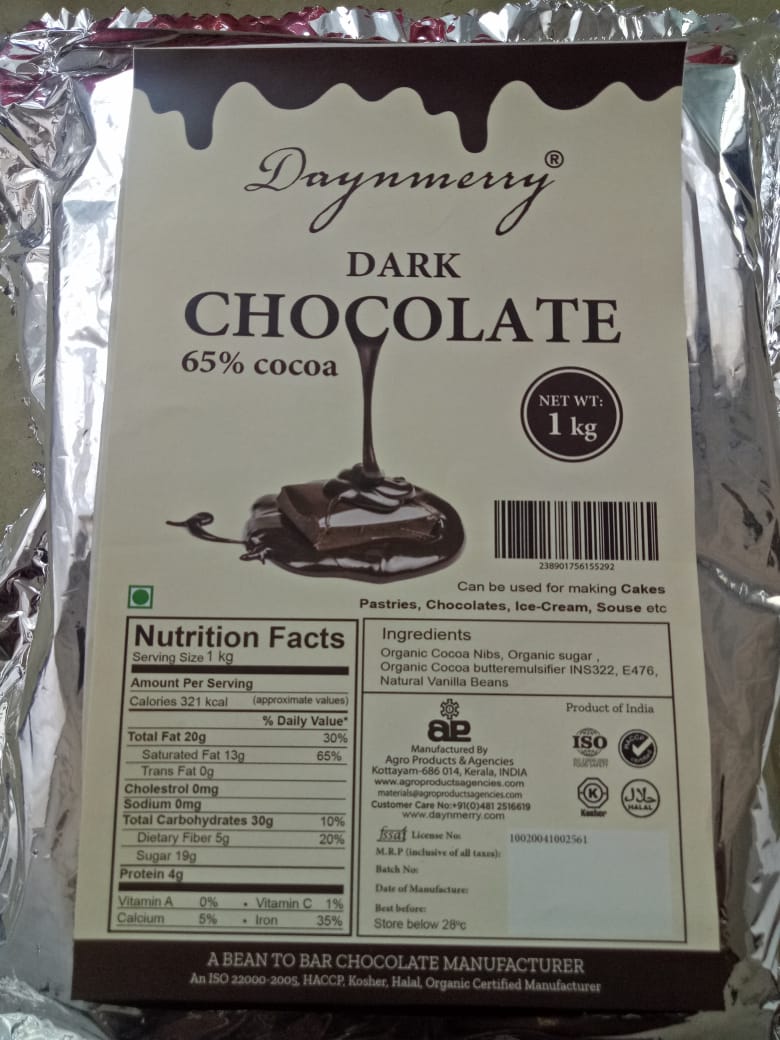 Daynmerry®
DARK
CHOCOLATE
65% cocoa
NET WT:
1 kg
238901756155292
Can be used for making Cakes
Pastries, Chocolates, Ice-Cream, Souse etc
Nutrition Facts
Serving Size 1 kg
Amount Per Serving
Calories 321 kcal (approximate values)
% Daily Value*
Total Fat 20g 30%
Saturated Fat 13g 65%
Trans Fat 0g
Cholestrol 0mg
Sodium 0mg
Total Carbohydrates 30g 10%
Dietary Fiber 5g 20%
Sugar 19g
Protein 4g
Vitamin A 0% • Vitamin C 1%
Calcium 5% • Iron 35%
Ingredients
Organic Cocoa Nibs, Organic sugar ,
Organic Cocoa butteremulsifier INS322, E476,
Natural Vanilla Beans
ae
Manufactured By
Agro Products & Agencies
Kottayam-686 014, Kerala, INDIA
www.agroproductsagencies.com
materials@agroproductsagencies.com
Customer Care No:+91(0)481 2516619
www.daynmerry.com
Product of India
ISO
HACCP
K
Kosher
حلال
HALAL
fssai License No: 10020041002561
M.R.P (inclusive of all taxes):
Batch No:
Date of Manufacture:
Best before:
Store below 28ºc
A BEAN TO BAR CHOCOLATE MANUFACTURER
An ISO 22000-2005, HACCP, Kosher, Halal, Organic Certified Manufacturer